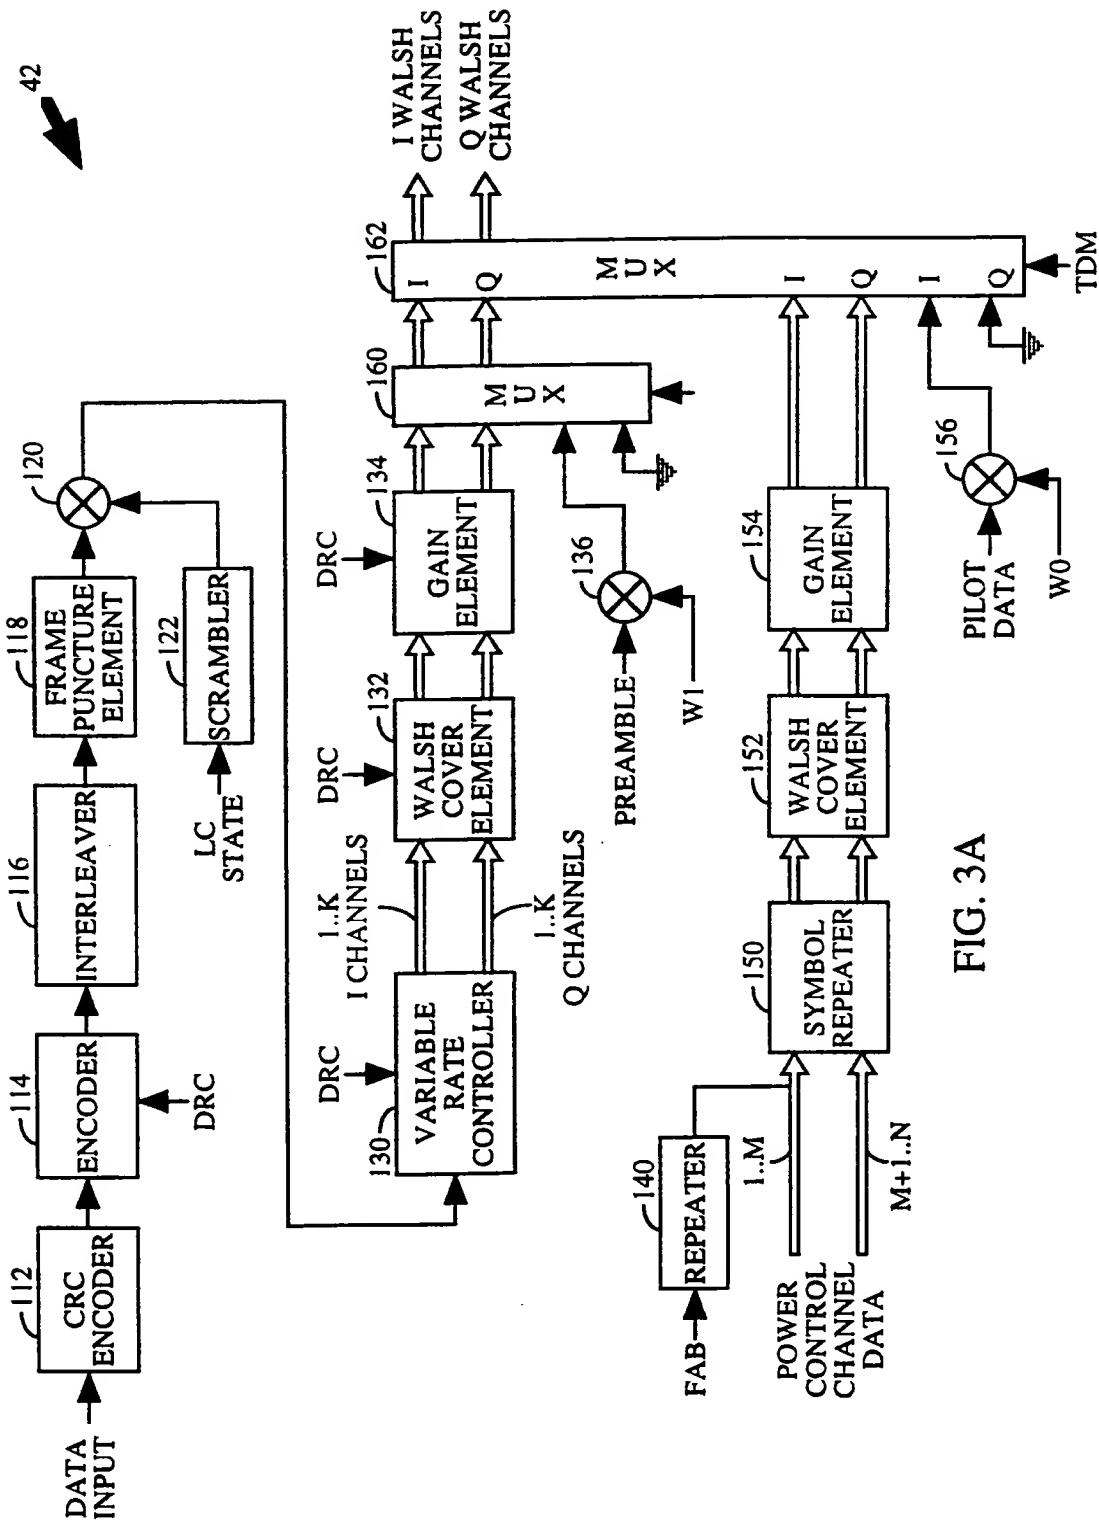 42
DATA
INPUT
112
CRC
ENCODER
114
ENCODER
DRC
116
INTERLEAVER
118
FRAME
PUNCTURE
ELEMENT
120
122
SCRAMBLER
LC
STATE
DRC
130
VARIABLE
RATE
CONTROLLER
1..K
I CHANNELS
1..K
Q CHANNELS
DRC
132
WALSH
COVER
ELEMENT
DRC
134
GAIN
ELEMENT
PREAMBLE
136
W1
160
MUX
162
I
Q
MUX
I
Q
I
Q
TDM
I WALSH
CHANNELS
Q WALSH
CHANNELS
FAB
140
REPEATER
POWER
CONTROL
CHANNEL
DATA
1..M
M+1..N
150
SYMBOL
REPEATER
152
WALSH
COVER
ELEMENT
154
GAIN
ELEMENT
PILOT
DATA
156
W0
FIG. 3A